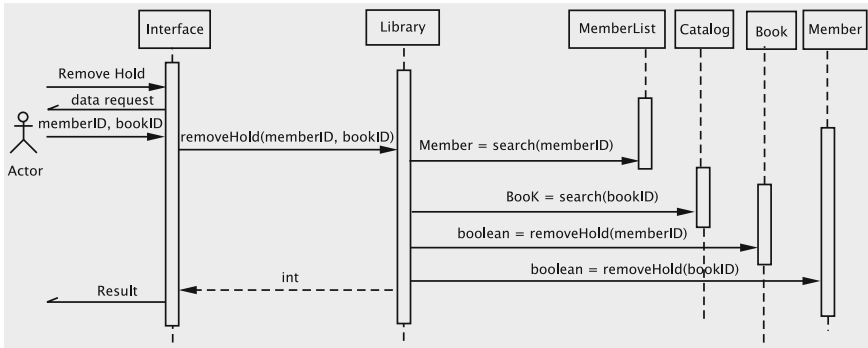 Interface
Library
MemberList
Catalog
Book
Member
Remove Hold
data request
memberID, bookID
Actor
removeHold(memberID, bookID)
Member = search(memberID)
BooK = search(bookID)
boolean = removeHold(memberID)
boolean = removeHold(bookID)
int
Result